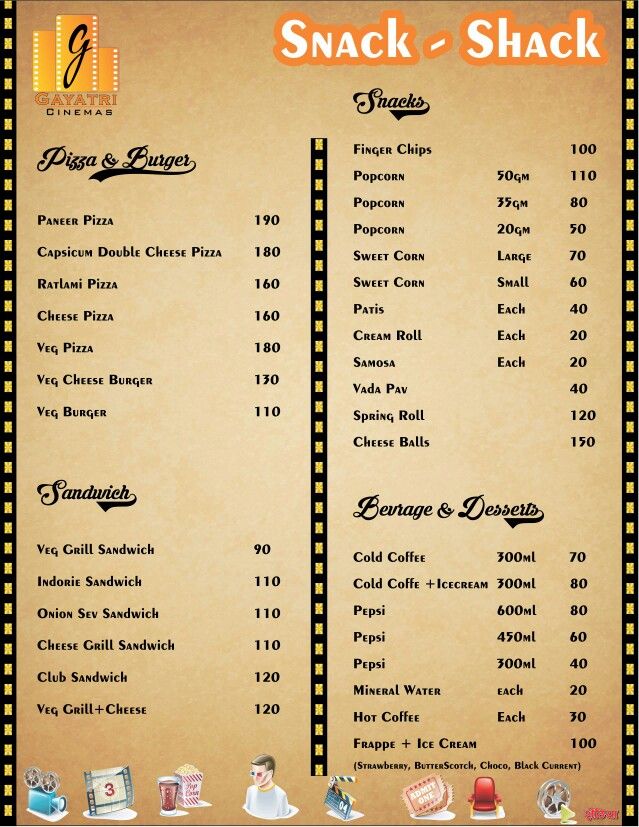 g
GAYATRI
CINEMAS
SNACK - SHACK
Pizza & Burger
PANEER PIZZA 190
CAPSICUM DOUBLE CHEESE PIZZA 180
RATLAMI PIZZA 160
CHEESE PIZZA 160
VEG PIZZA 180
VEG CHEESE BURGER 130
VEG BURGER 110
Sandwich
VEG GRILL SANDWICH 90
INDORIE SANDWICH 110
ONION SEV SANDWICH 110
CHEESE GRILL SANDWICH 110
CLUB SANDWICH 120
VEG GRILL+CHEESE 120
Snacks
FINGER CHIPS 100
POPCORN 50GM 110
POPCORN 35GM 80
POPCORN 20GM 50
SWEET CORN LARGE 70
SWEET CORN SMALL 60
PATIS EACH 40
CREAM ROLL EACH 20
SAMOSA EACH 20
VADA PAV 40
SPRING ROLL 120
CHEESE BALLS 150
Bevrage & Desserts
COLD COFFEE 300ML 70
COLD COFFE +ICECREAM 300ML 80
PEPSI 600ML 80
PEPSI 450ML 60
PEPSI 300ML 40
MINERAL WATER EACH 20
HOT COFFEE EACH 30
FRAPPE + ICE CREAM 100
(STRAWBERRY, BUTTERSCOTCH, CHOCO, BLACK CURRENT)
3
POP CORN
04
ADMIT
ONE